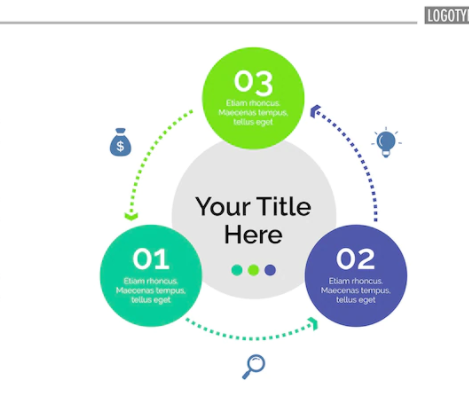 03
Etiam rhoncus.
Maecenas tempus,
tellus eget
$
Your Title
Here
01
Etiam rhoncus.
Maecenas tempus,
tellus eget
02
Etiam rhoncus.
Maecenas tempus,
tellus eget